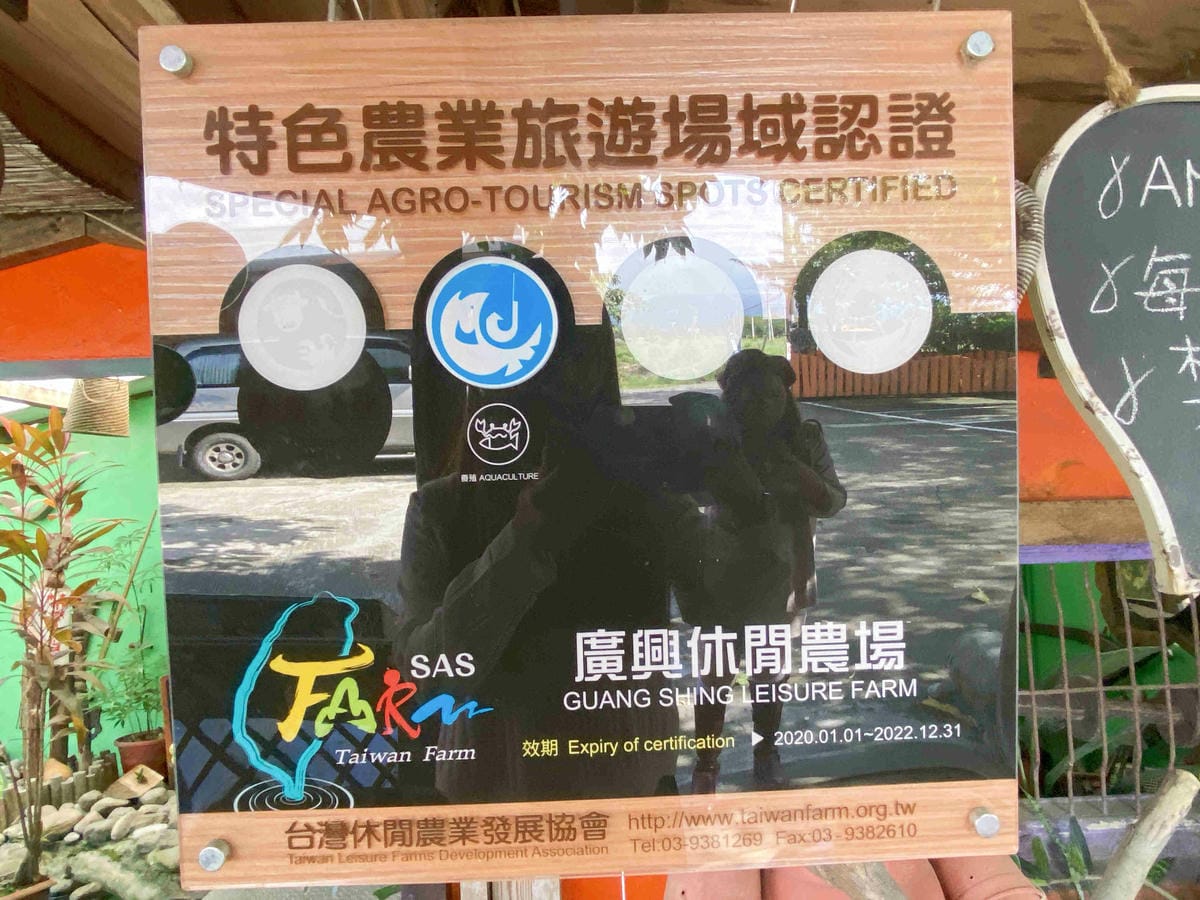 特色農業旅遊場域認證
SPECIAL AGRO-TOURISM SPOTS CERTIFIED
養殖 AQUACULTURE
SAS
FARM
Taiwan Farm
廣興休閒農場
GUANG SHING LEISURE FARM
效期 Expiry of certification ▶ 2020.01.01~2022.12.31
台灣休閒農業發展協會
Taiwan Leisure Farms Development Association
http://www.taiwanfarm.org.tw
Tel:03-9381269 Fax:03-9382610
每